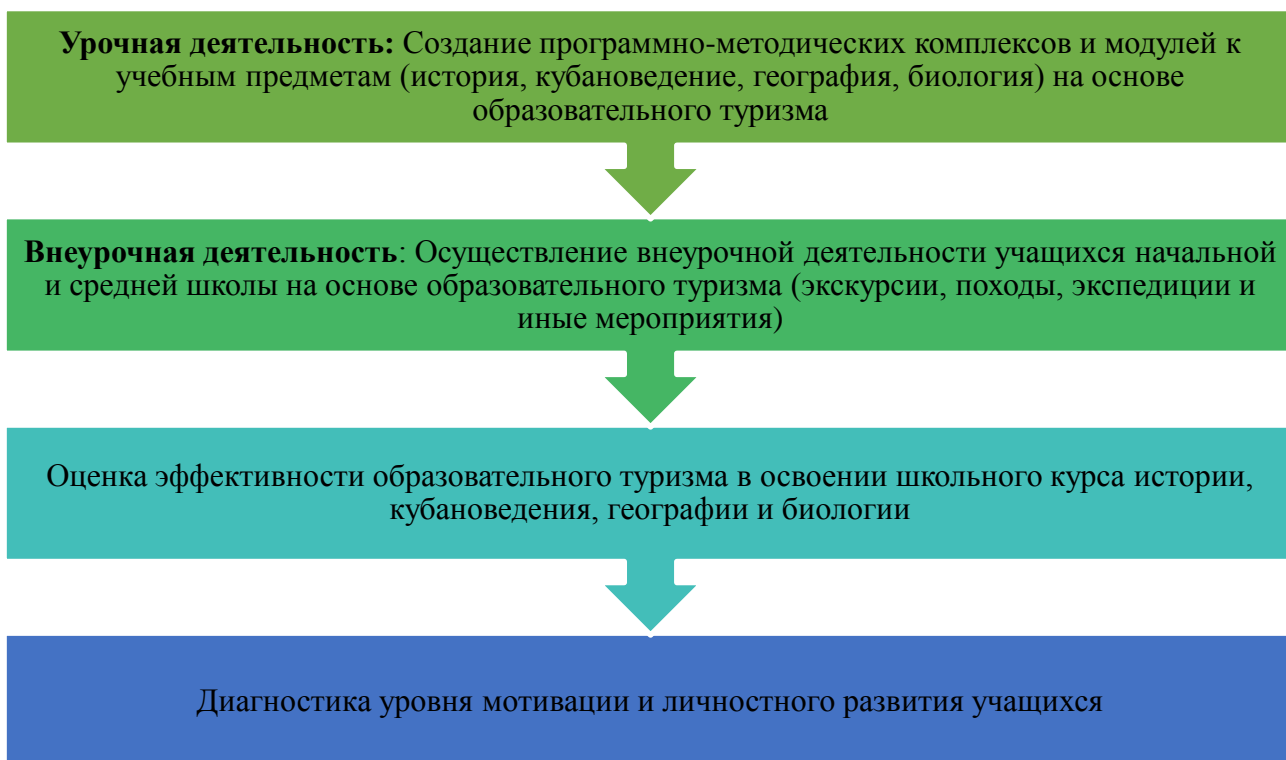 Урочная деятельность: Создание программно-методических комплексов и модулей к
учебным предметам (история, кубановедение, география, биология) на основе
образовательного туризма
Внеурочная деятельность: Осуществление внеурочной деятельности учащихся начальной
и средней школы на основе образовательного туризма (экскурсии, походы, экспедиции и
иные мероприятия)
Оценка эффективности образовательного туризма в освоении школьного курса истории,
кубановедения, географии и биологии
Диагностика уровня мотивации и личностного развития учащихся